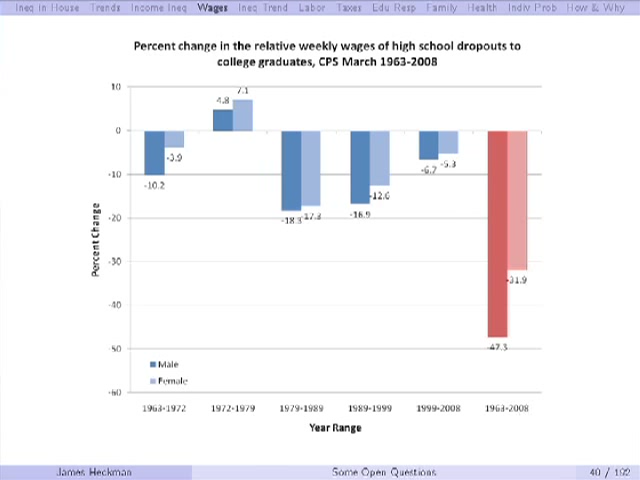 Ineq in House Trends Income Ineq Wages Ineq Trend Labor Taxes Edu Resp Family Health Indiv Prob How & Why
Percent change in the relative weekly wages of high school dropouts to
college graduates, CPS March 1963-2008
10
0
-10
-20
-30
-40
-50
-60
Percent Change
4.8
7.1
-3.9
-10.2
-18.3
-17.3
-16.9
-12.6
-6.7
-5.3
-47.3
-31.9
Male
Female
1963-1972 1972-1979 1979-1989 1989-1999 1999-2008 1963-2008
Year Range
James Heckman Some Open Questions 40 / 192